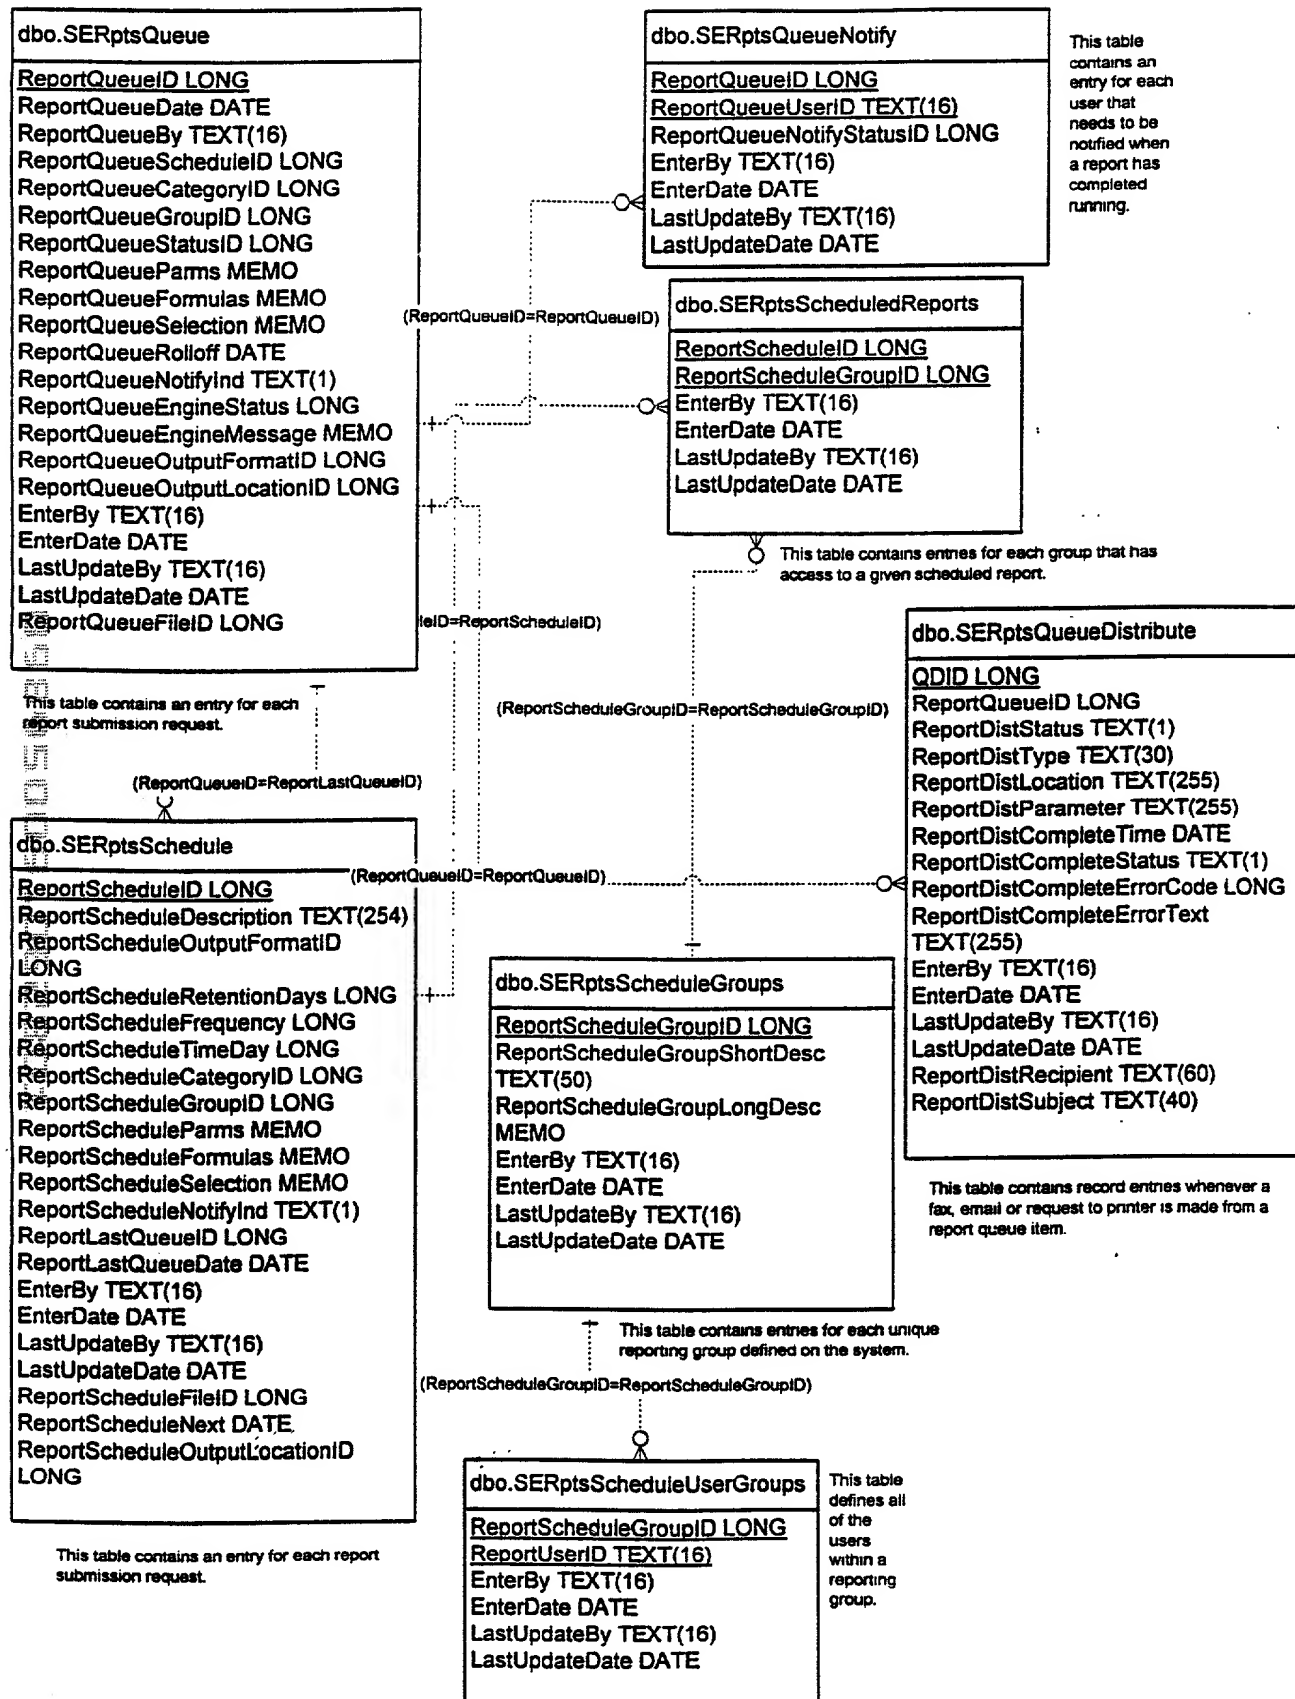 dbo.SERptsQueue
ReportQueueID LONG
ReportQueueDate DATE
ReportQueueBy TEXT(16)
ReportQueueScheduleID LONG
ReportQueueCategoryID LONG
ReportQueueGroupID LONG
ReportQueueStatusID LONG
ReportQueueParms MEMO
ReportQueueFormulas MEMO
ReportQueueSelection MEMO
ReportQueueRolloff DATE
ReportQueueNotifyInd TEXT(1)
ReportQueueEngineStatus LONG
ReportQueueEngineMessage MEMO
ReportQueueOutputFormatID LONG
ReportQueueOutputLocationID LONG
EnterBy TEXT(16)
EnterDate DATE
LastUpdateBy TEXT(16)
LastUpdateDate DATE
ReportQueueFileID LONG
This table contains an entry for each
report submission request.
dbo.SERptsQueueNotify
ReportQueueID LONG
ReportQueueUserID TEXT(16)
ReportQueueNotifyStatusID LONG
EnterBy TEXT(16)
EnterDate DATE
LastUpdateBy TEXT(16)
LastUpdateDate DATE
This table
contains an
entry for each
user that
needs to be
notified when
a report has
completed
running.
(ReportQueueID=ReportQueueID)
dbo.SERptsScheduledReports
ReportScheduleID LONG
ReportScheduleGroupID LONG
EnterBy TEXT(16)
EnterDate DATE
LastUpdateBy TEXT(16)
LastUpdateDate DATE
This table contains entries for each group that has
access to a given scheduled report.
leID=ReportScheduleID)
(ReportScheduleGroupID=ReportScheduleGroupID)
(ReportQueueID=ReportLastQueueID)
dbo.SERptsQueueDistribute
QDID LONG
ReportQueueID LONG
ReportDistStatus TEXT(1)
ReportDistType TEXT(30)
ReportDistLocation TEXT(255)
ReportDistParameter TEXT(255)
ReportDistCompleteTime DATE
ReportDistCompleteStatus TEXT(1)
ReportDistCompleteErrorCode LONG
ReportDistCompleteErrorText
TEXT(255)
EnterBy TEXT(16)
EnterDate DATE
LastUpdateBy TEXT(16)
LastUpdateDate DATE
ReportDistRecipient TEXT(60)
ReportDistSubject TEXT(40)
This table contains record entries whenever a
fax, email or request to printer is made from a
report queue item.
dbo.SERptsSchedule
(ReportQueueID=ReportQueueID)
ReportScheduleID LONG
ReportScheduleDescription TEXT(254)
ReportScheduleOutputFormatID
LONG
ReportScheduleRetentionDays LONG
ReportScheduleFrequency LONG
ReportScheduleTimeDay LONG
ReportScheduleCategoryID LONG
ReportScheduleGroupID LONG
ReportScheduleParms MEMO
ReportScheduleFormulas MEMO
ReportScheduleSelection MEMO
ReportScheduleNotifyInd TEXT(1)
ReportLastQueueID LONG
ReportLastQueueDate DATE
EnterBy TEXT(16)
EnterDate DATE
LastUpdateBy TEXT(16)
LastUpdateDate DATE
ReportScheduleFileID LONG
ReportScheduleNext DATE
ReportScheduleOutputLocationID
LONG
This table contains an entry for each report
submission request.
dbo.SERptsScheduleGroups
ReportScheduleGroupID LONG
ReportScheduleGroupShortDesc
TEXT(50)
ReportScheduleGroupLongDesc
MEMO
EnterBy TEXT(16)
EnterDate DATE
LastUpdateBy TEXT(16)
LastUpdateDate DATE
This table contains entries for each unique
reporting group defined on the system.
(ReportScheduleGroupID=ReportScheduleGroupID)
dbo.SERptsScheduleUserGroups
ReportScheduleGroupID LONG
ReportUserID TEXT(16)
EnterBy TEXT(16)
EnterDate DATE
LastUpdateBy TEXT(16)
LastUpdateDate DATE
This table
defines all
of the
users
within a
reporting
group.